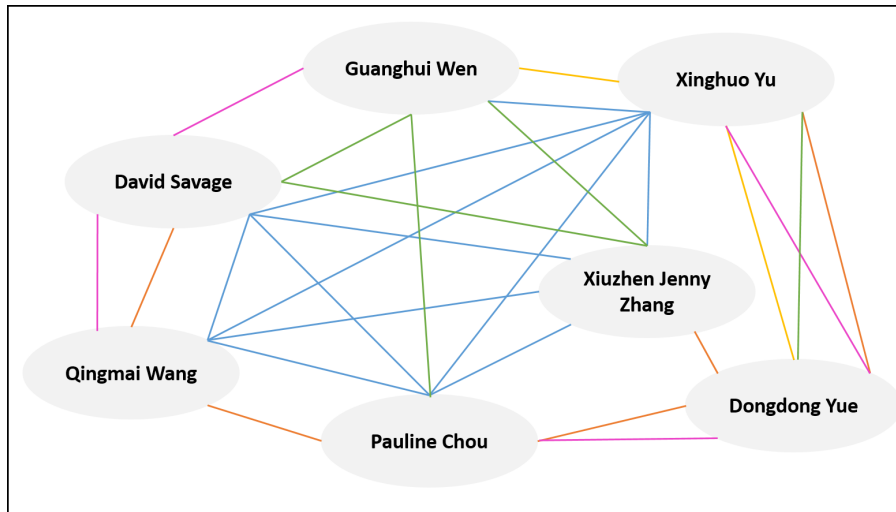 Guanghui Wen
Xinghuo Yu
David Savage
Xiuzhen Jenny
Zhang
Qingmai Wang
Dongdong Yue
Pauline Chou